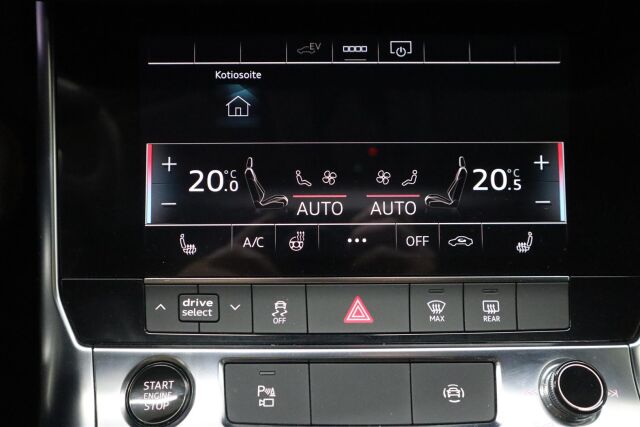 EV
Kotiosoite
+ 20.0 °C
AUTO
AUTO
20.5 °C +
−
−
A/C
•••
OFF
drive
select
OFF
MAX
REAR
START
ENGINE
STOP
P